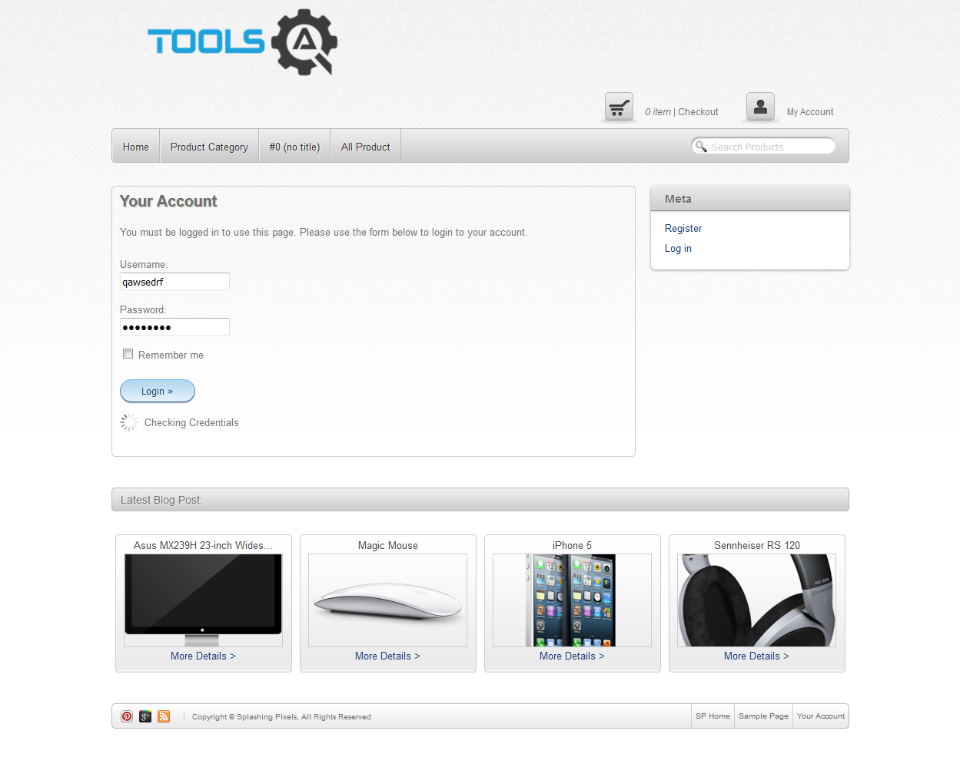 TOOLS
0 item | Checkout
My Account
Home
Product Category
#0 (no title)
All Product
Search Products
Your Account
You must be logged in to use this page. Please use the form below to login to your account.
Username:
qawsedrf
Password:
••••••••
Remember me
Login »
Checking Credentials
Meta
Register
Log in
Latest Blog Post:
Asus MX239H 23-inch Wides...
Magic Mouse
iPhone 5
Sennheiser RS 120
More Details >
More Details >
More Details >
More Details >
Copyright © Splashing Pixels. All Rights Reserved
SP Home
Sample Page
Your Account